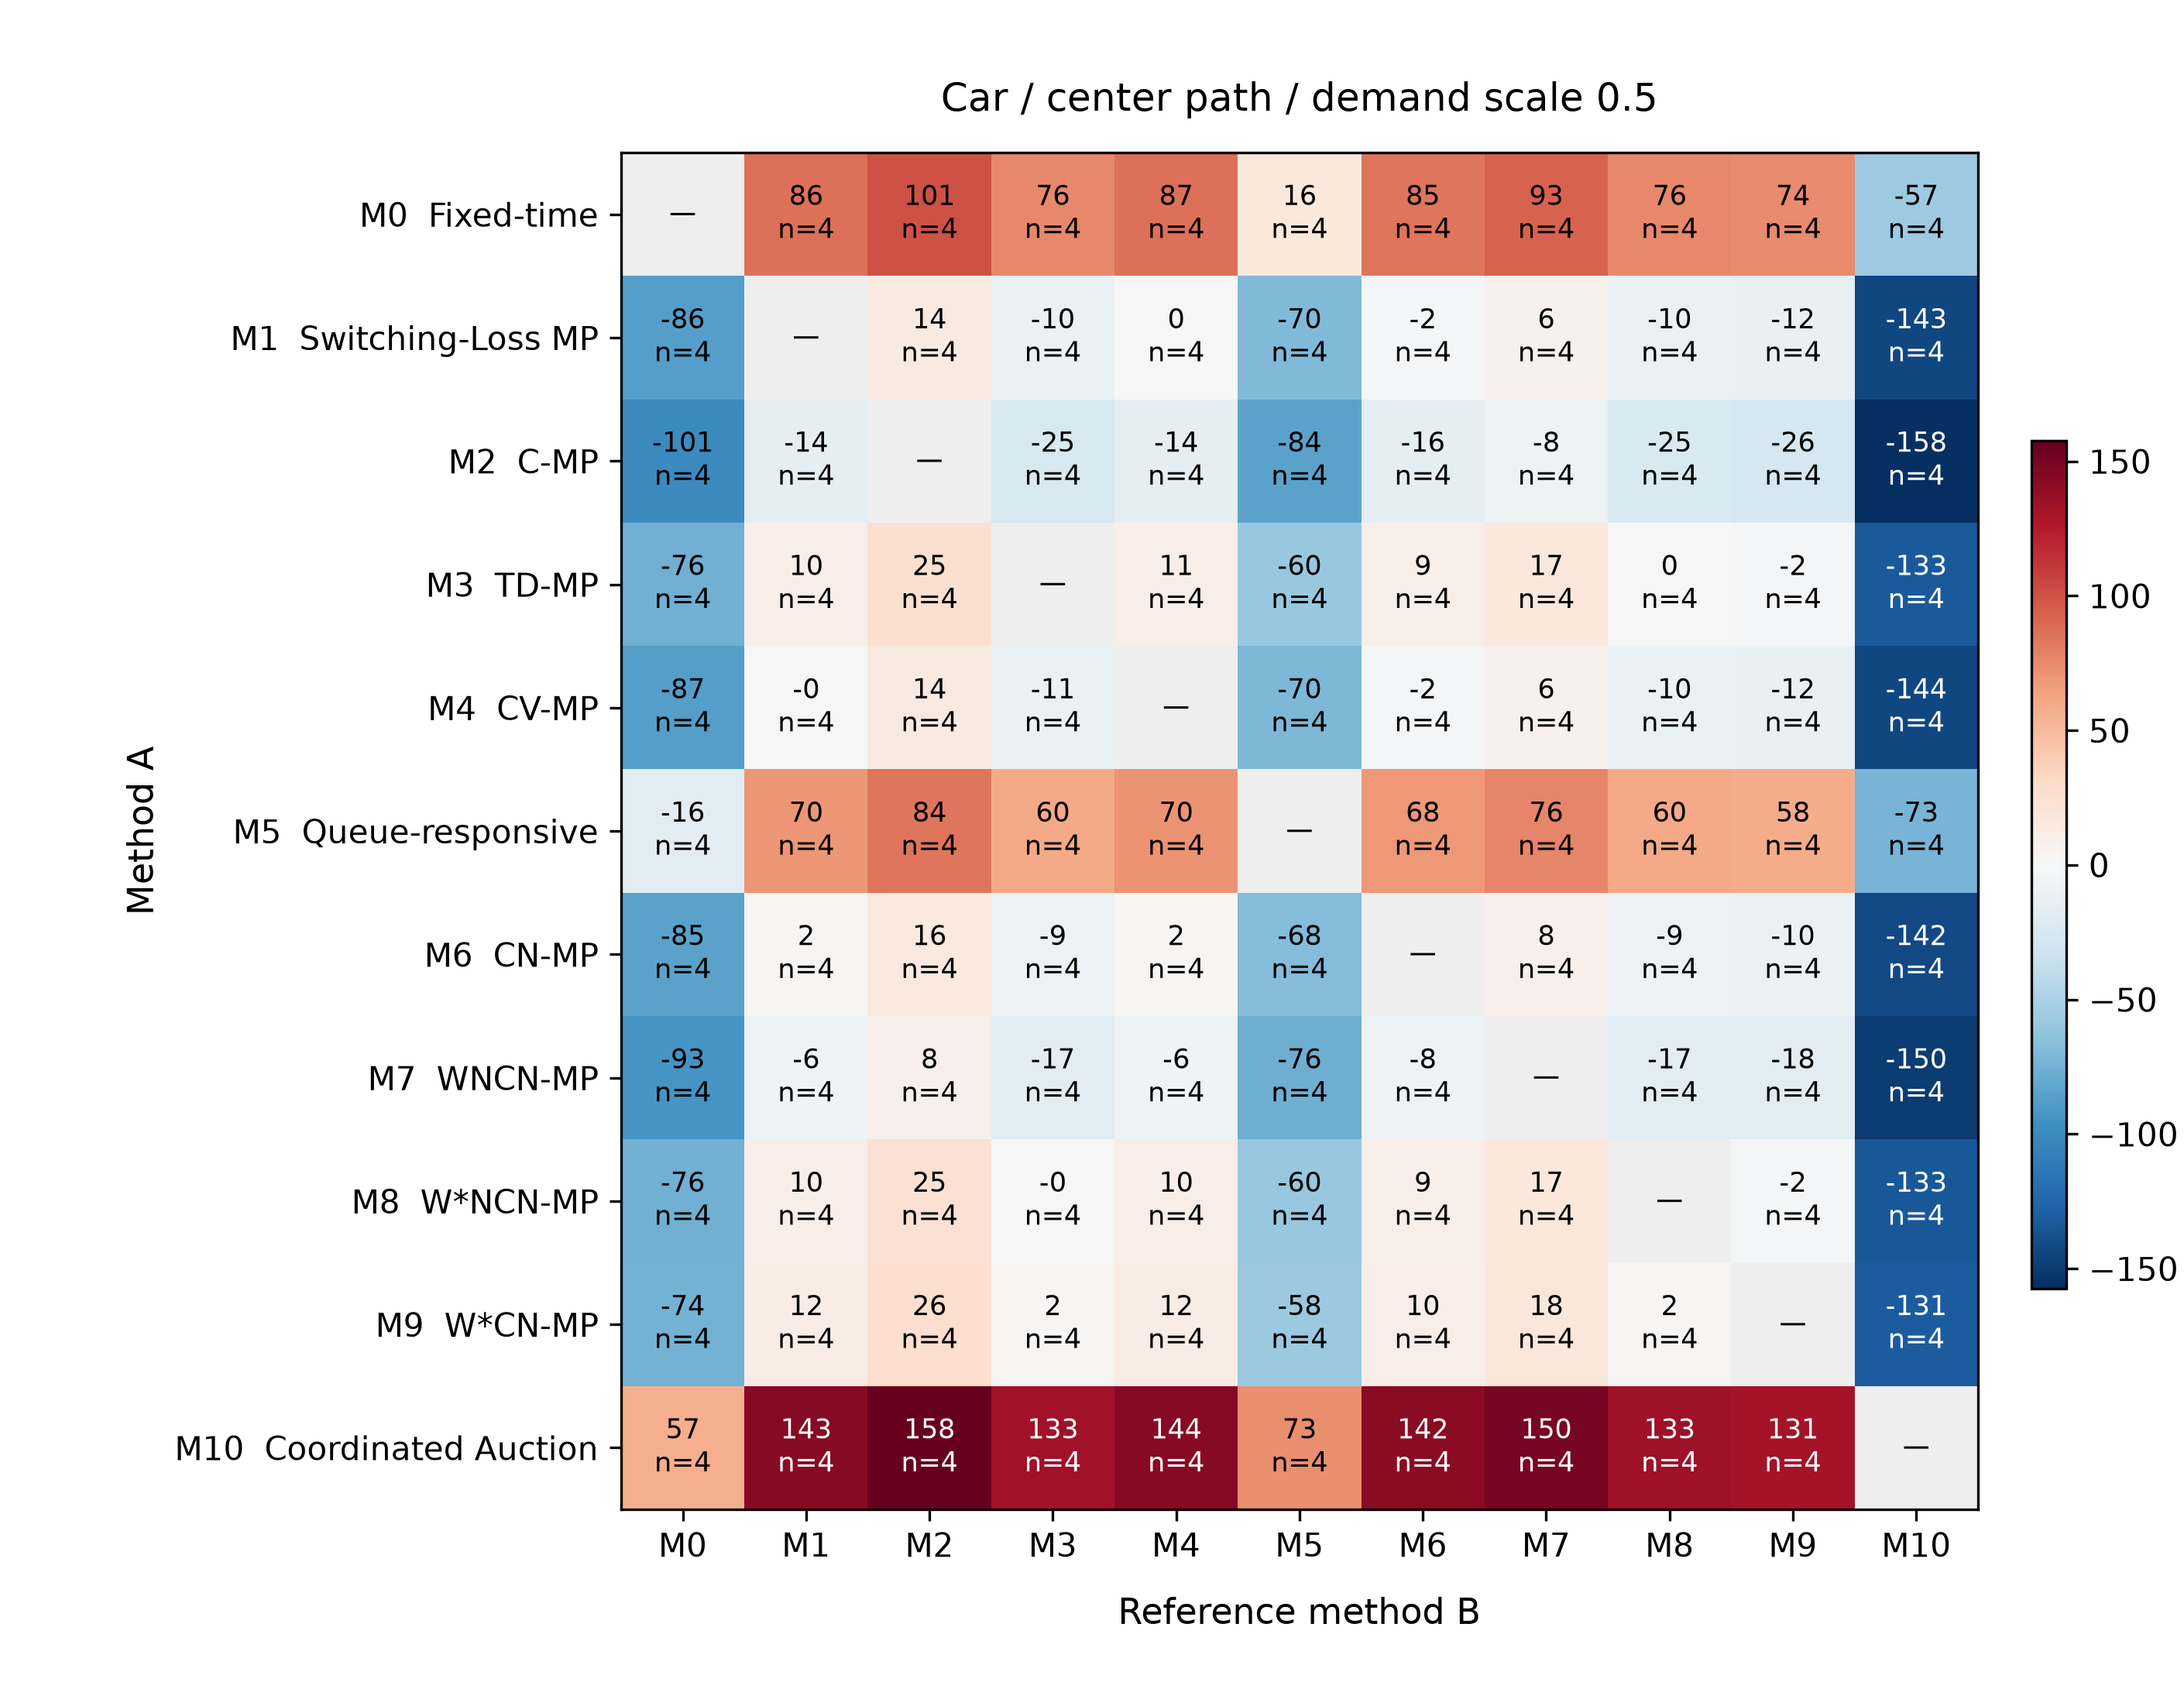 Car / center path / demand scale 0.5
M0 Fixed-time — 86 101 76 87 16 85 93 76 74 -57
n=4 n=4 n=4 n=4 n=4 n=4 n=4 n=4 n=4 n=4
M1 Switching-Loss MP -86 — 14 -10 0 -70 -2 6 -10 -12 -143
n=4 n=4 n=4 n=4 n=4 n=4 n=4 n=4 n=4 n=4
M2 C-MP -101 -14 — -25 -14 -84 -16 -8 -25 -26 -158
n=4 n=4 n=4 n=4 n=4 n=4 n=4 n=4 n=4 n=4
M3 TD-MP -76 10 25 — 11 -60 9 17 0 -2 -133
n=4 n=4 n=4 n=4 n=4 n=4 n=4 n=4 n=4 n=4
M4 CV-MP -87 -0 14 -11 — -70 -2 6 -10 -12 -144
n=4 n=4 n=4 n=4 n=4 n=4 n=4 n=4 n=4 n=4
M5 Queue-responsive -16 70 84 60 70 — 68 76 60 58 -73
n=4 n=4 n=4 n=4 n=4 n=4 n=4 n=4 n=4 n=4
M6 CN-MP -85 2 16 -9 2 -68 — 8 -9 -10 -142
n=4 n=4 n=4 n=4 n=4 n=4 n=4 n=4 n=4 n=4
M7 WNCN-MP -93 -6 8 -17 -6 -76 -8 — -17 -18 -150
n=4 n=4 n=4 n=4 n=4 n=4 n=4 n=4 n=4 n=4
M8 W*NCN-MP -76 10 25 -0 10 -60 9 17 — -2 -133
n=4 n=4 n=4 n=4 n=4 n=4 n=4 n=4 n=4 n=4
M9 W*CN-MP -74 12 26 2 12 -58 10 18 2 — -131
n=4 n=4 n=4 n=4 n=4 n=4 n=4 n=4 n=4 n=4
M10 Coordinated Auction 57 143 158 133 144 73 142 150 133 131 —
n=4 n=4 n=4 n=4 n=4 n=4 n=4 n=4 n=4 n=4
M0 M1 M2 M3 M4 M5 M6 M7 M8 M9 M10
Reference method B
Method A
150
100
50
0
−50
−100
−150